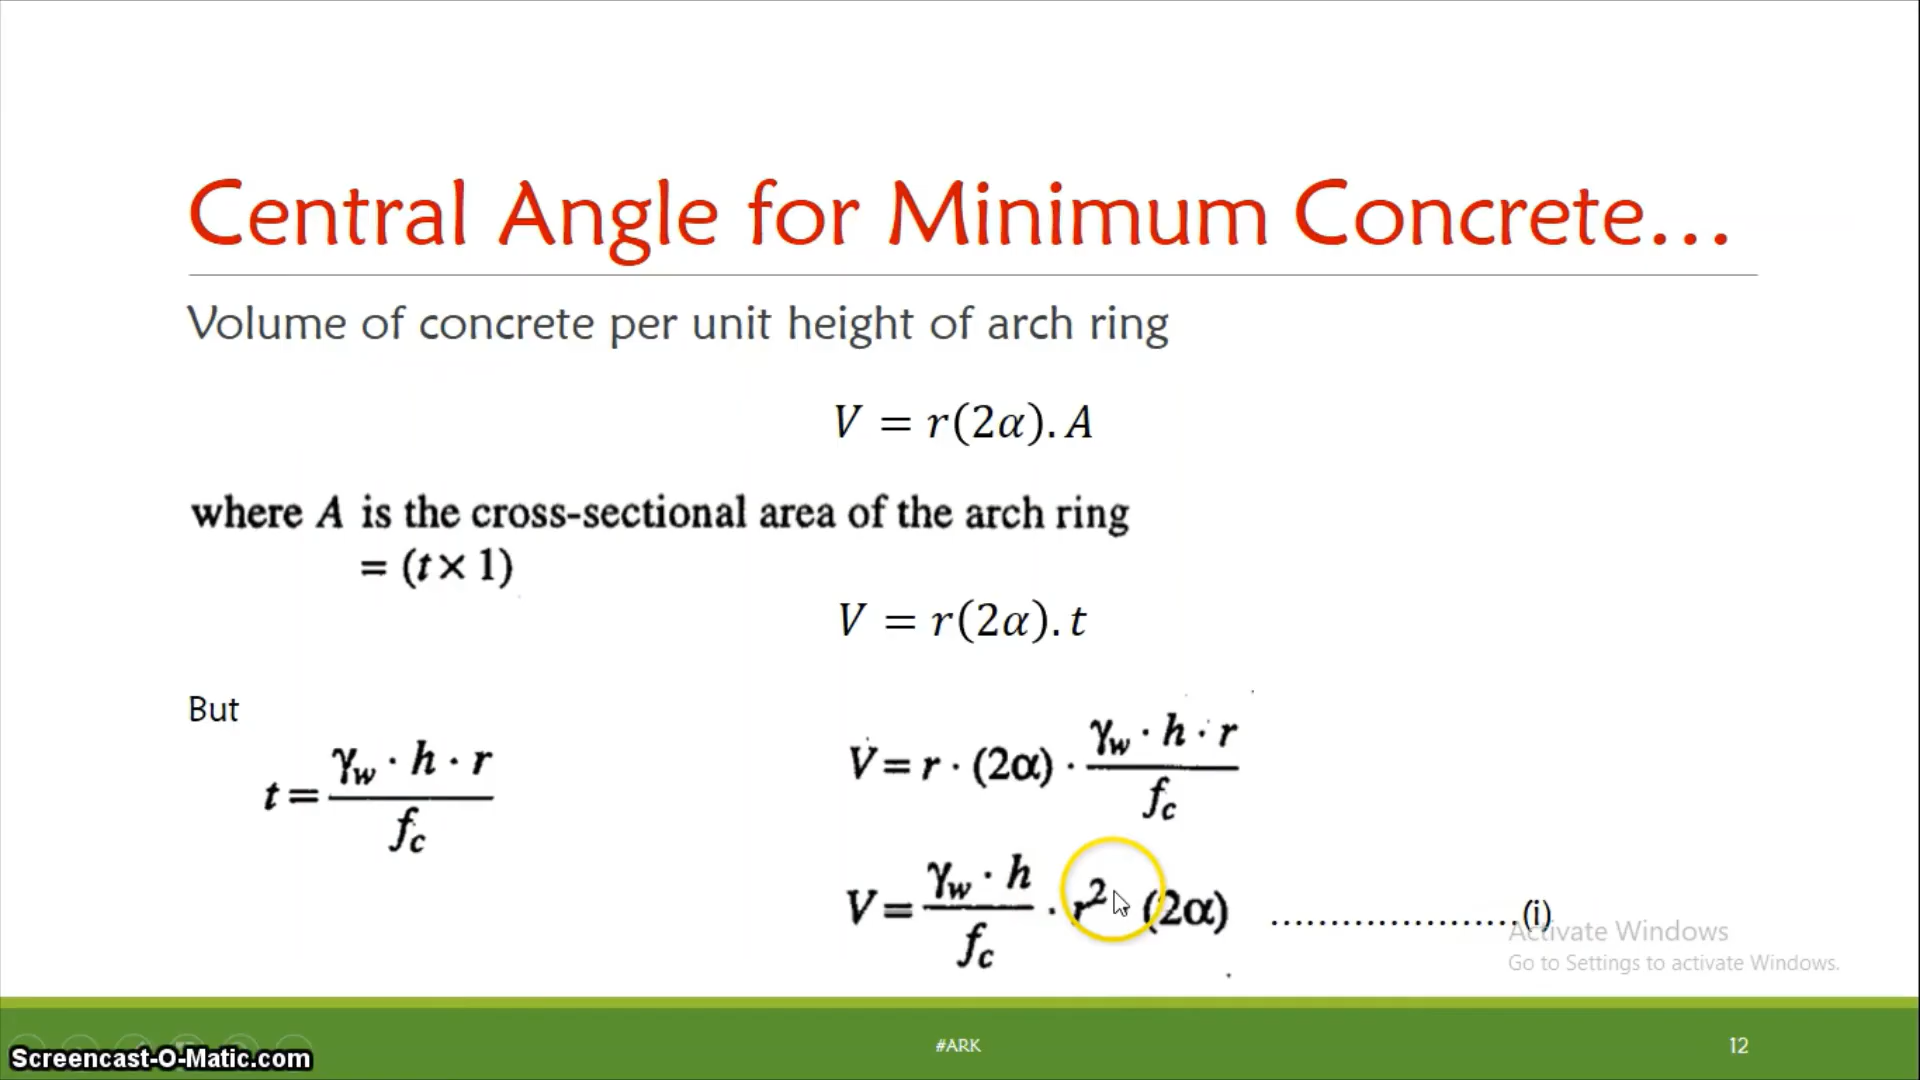 Central Angle for Minimum Concrete...
Volume of concrete per unit height of arch ring
V = r(2α). A
where A is the cross-sectional area of the arch ring
= (t × 1)
V = r(2α). t
But
t = γw · h · r / fc
V = r · (2α) · γw · h · r / fc
V = γw · h / fc · r² (2α) .....................(i)
Activate Windows
Go to Settings to activate Windows.
Screencast-O-Matic.com
#ARK
12